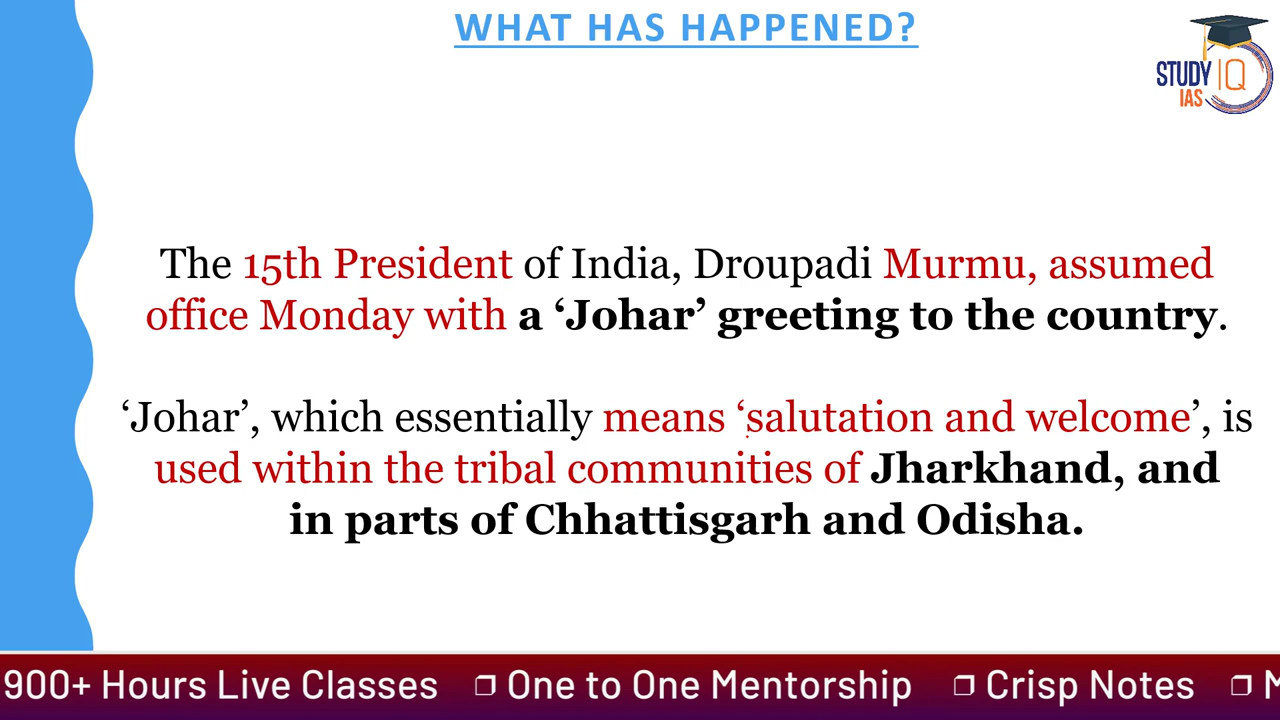 WHAT HAS HAPPENED?
STUDY IQ
IAS
The 15th President of India, Droupadi Murmu, assumed
office Monday with a ‘Johar’ greeting to the country.
‘Johar’, which essentially means ‘salutation and welcome’, is
used within the tribal communities of Jharkhand, and
in parts of Chhattisgarh and Odisha.
900+ Hours Live Classes ❐ One to One Mentorship ❐ Crisp Notes ❐ M